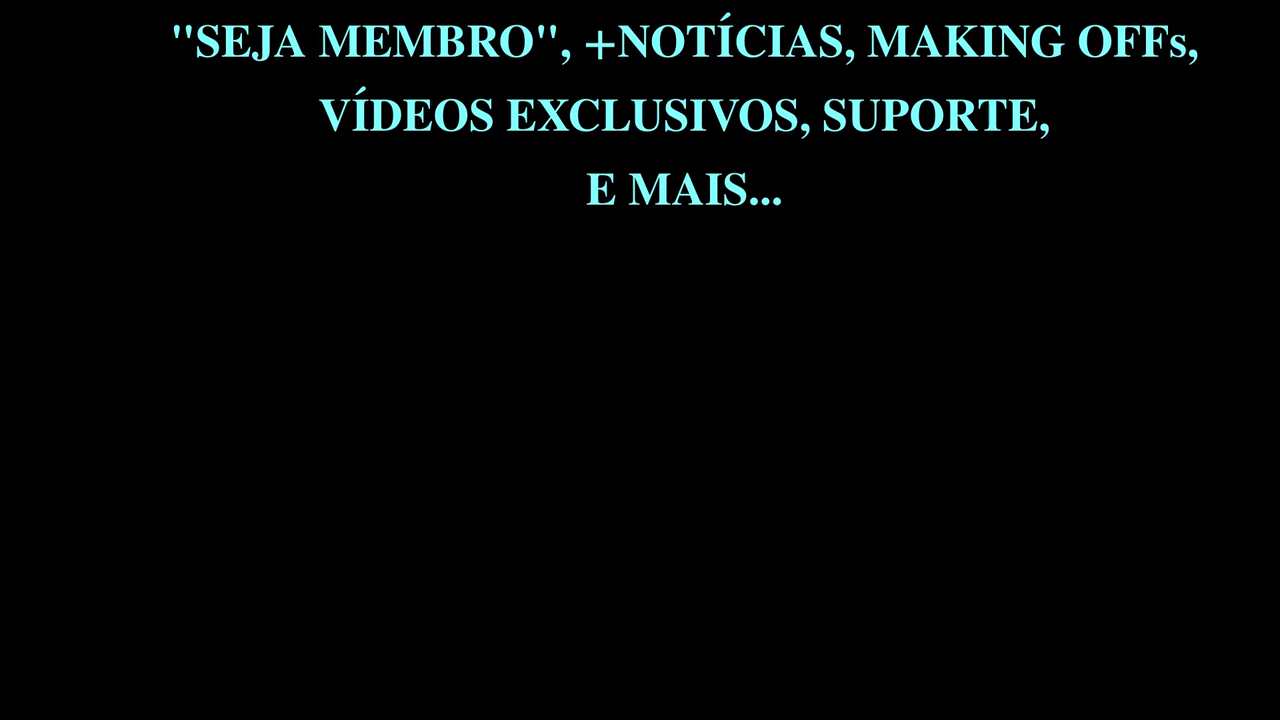 "SEJA MEMBRO", +NOTÍCIAS, MAKING OFFs,
VÍDEOS EXCLUSIVOS, SUPORTE,
E MAIS...